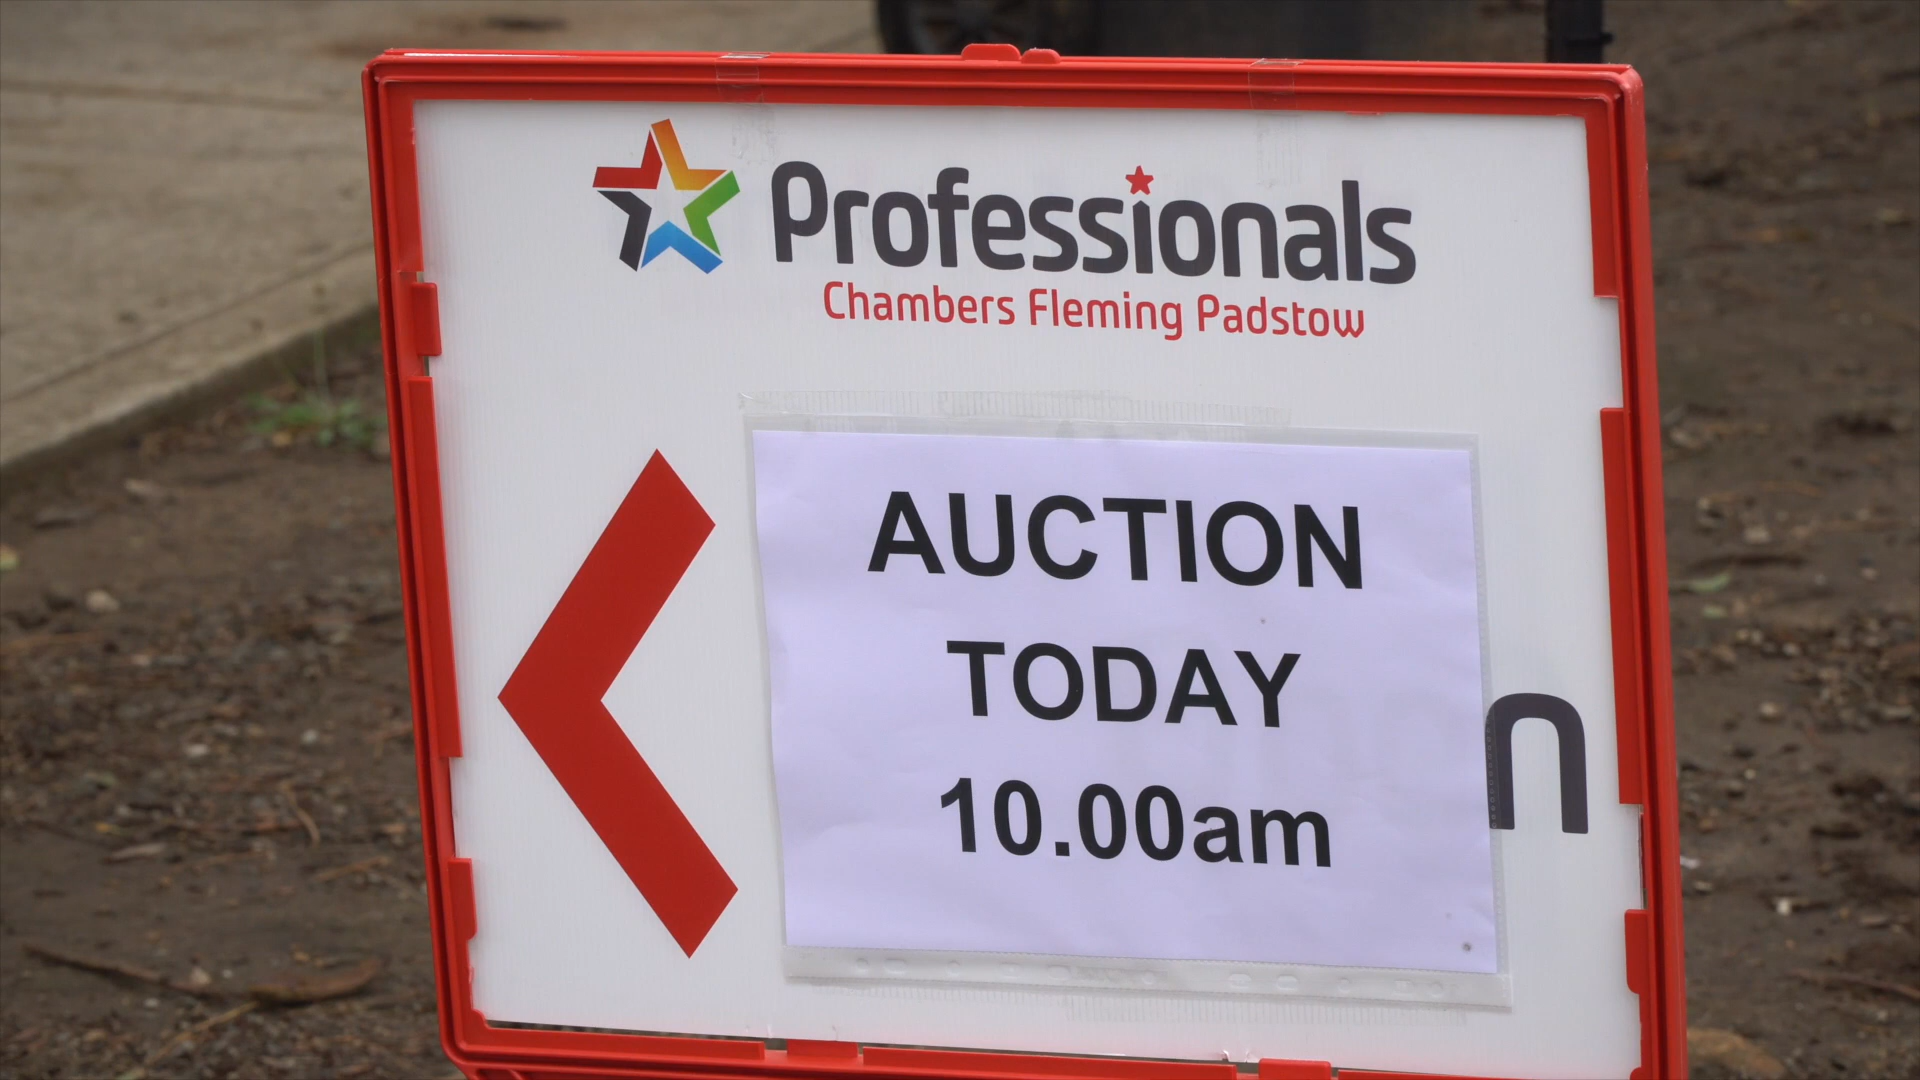 Professionals
Chambers Fleming Padstow
AUCTION
TODAY
10.00am
n